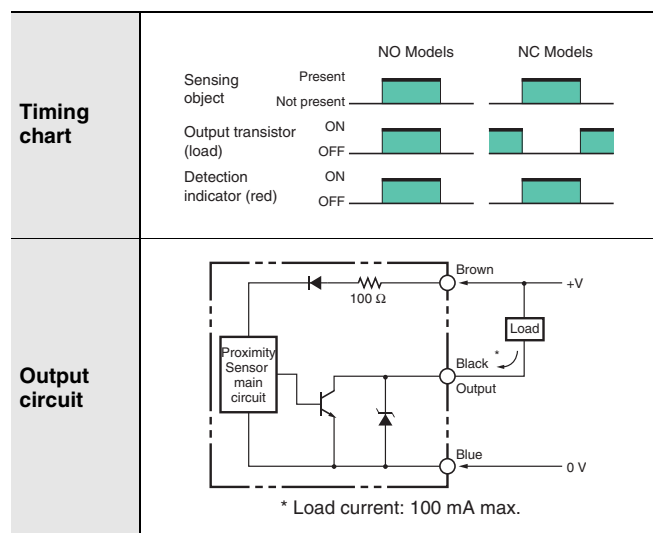 Timing
chart
NO Models
NC Models
Sensing
object
Present
Not present
Output transistor
(load)
ON
OFF
Detection
indicator (red)
ON
OFF
Output
circuit
Brown
+V
100 Ω
Load
Proximity
Sensor
main
circuit
Black
*
Output
Blue
0 V
* Load current: 100 mA max.